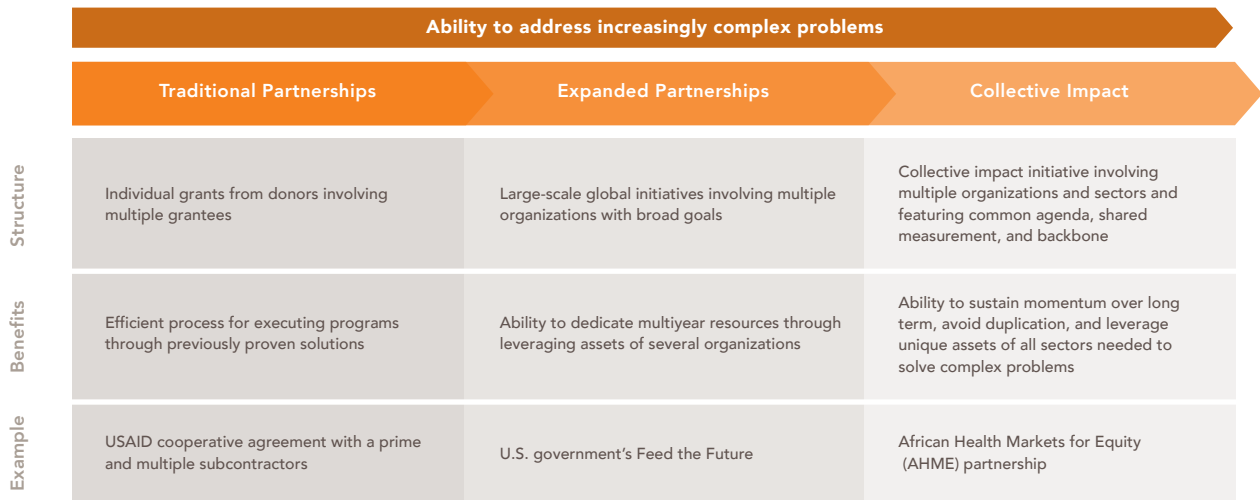 Ability to address increasingly complex problems
Traditional Partnerships
Expanded Partnerships
Collective Impact
Structure
Individual grants from donors involving
multiple grantees
Large-scale global initiatives involving multiple
organizations with broad goals
Collective impact initiative involving
multiple organizations and sectors and
featuring common agenda, shared
measurement, and backbone
Benefits
Efficient process for executing programs
through previously proven solutions
Ability to dedicate multiyear resources through
leveraging assets of several organizations
Ability to sustain momentum over long
term, avoid duplication, and leverage
unique assets of all sectors needed to
solve complex problems
Example
USAID cooperative agreement with a prime
and multiple subcontractors
U.S. government’s Feed the Future
African Health Markets for Equity
(AHME) partnership